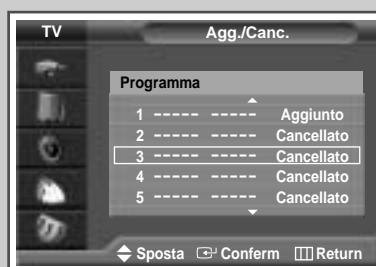 TV Agg./Canc.
Programma
1 ----- ----- Aggiunto
2 ----- ----- Cancellato
3 ----- ----- Cancellato
4 ----- ----- Cancellato
5 ----- ----- Cancellato
Sposta Conferm Return